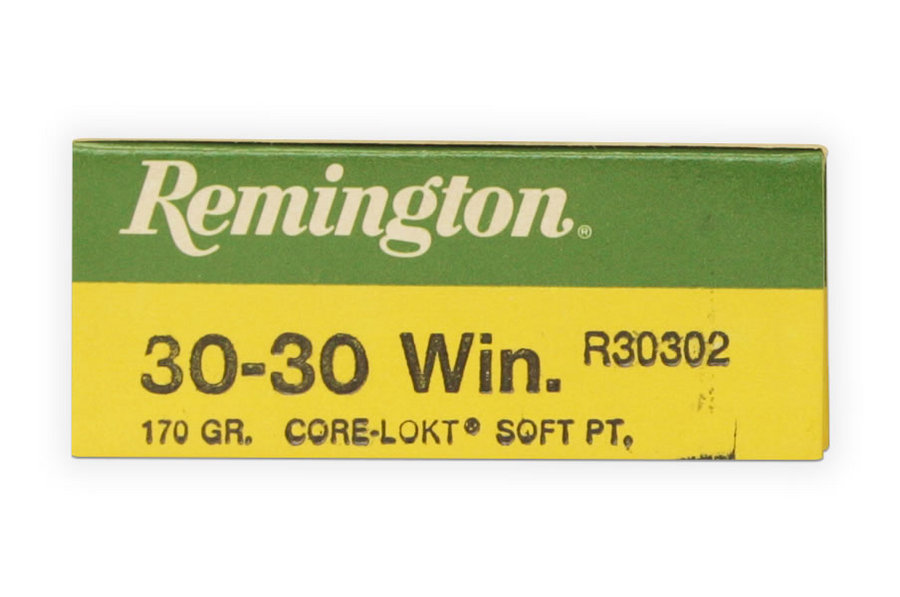 Remington®
30-30 Win. R30302
170 GR. CORE-LOKT® SOFT PT.